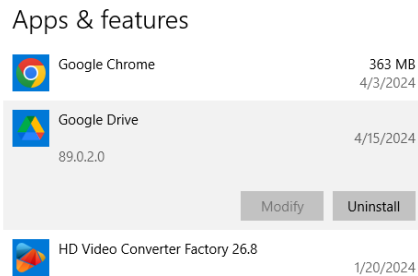 Apps & features
Google Chrome 363 MB
4/3/2024
Google Drive
4/15/2024
89.0.2.0
Modify Uninstall
HD Video Converter Factory 26.8
1/20/2024